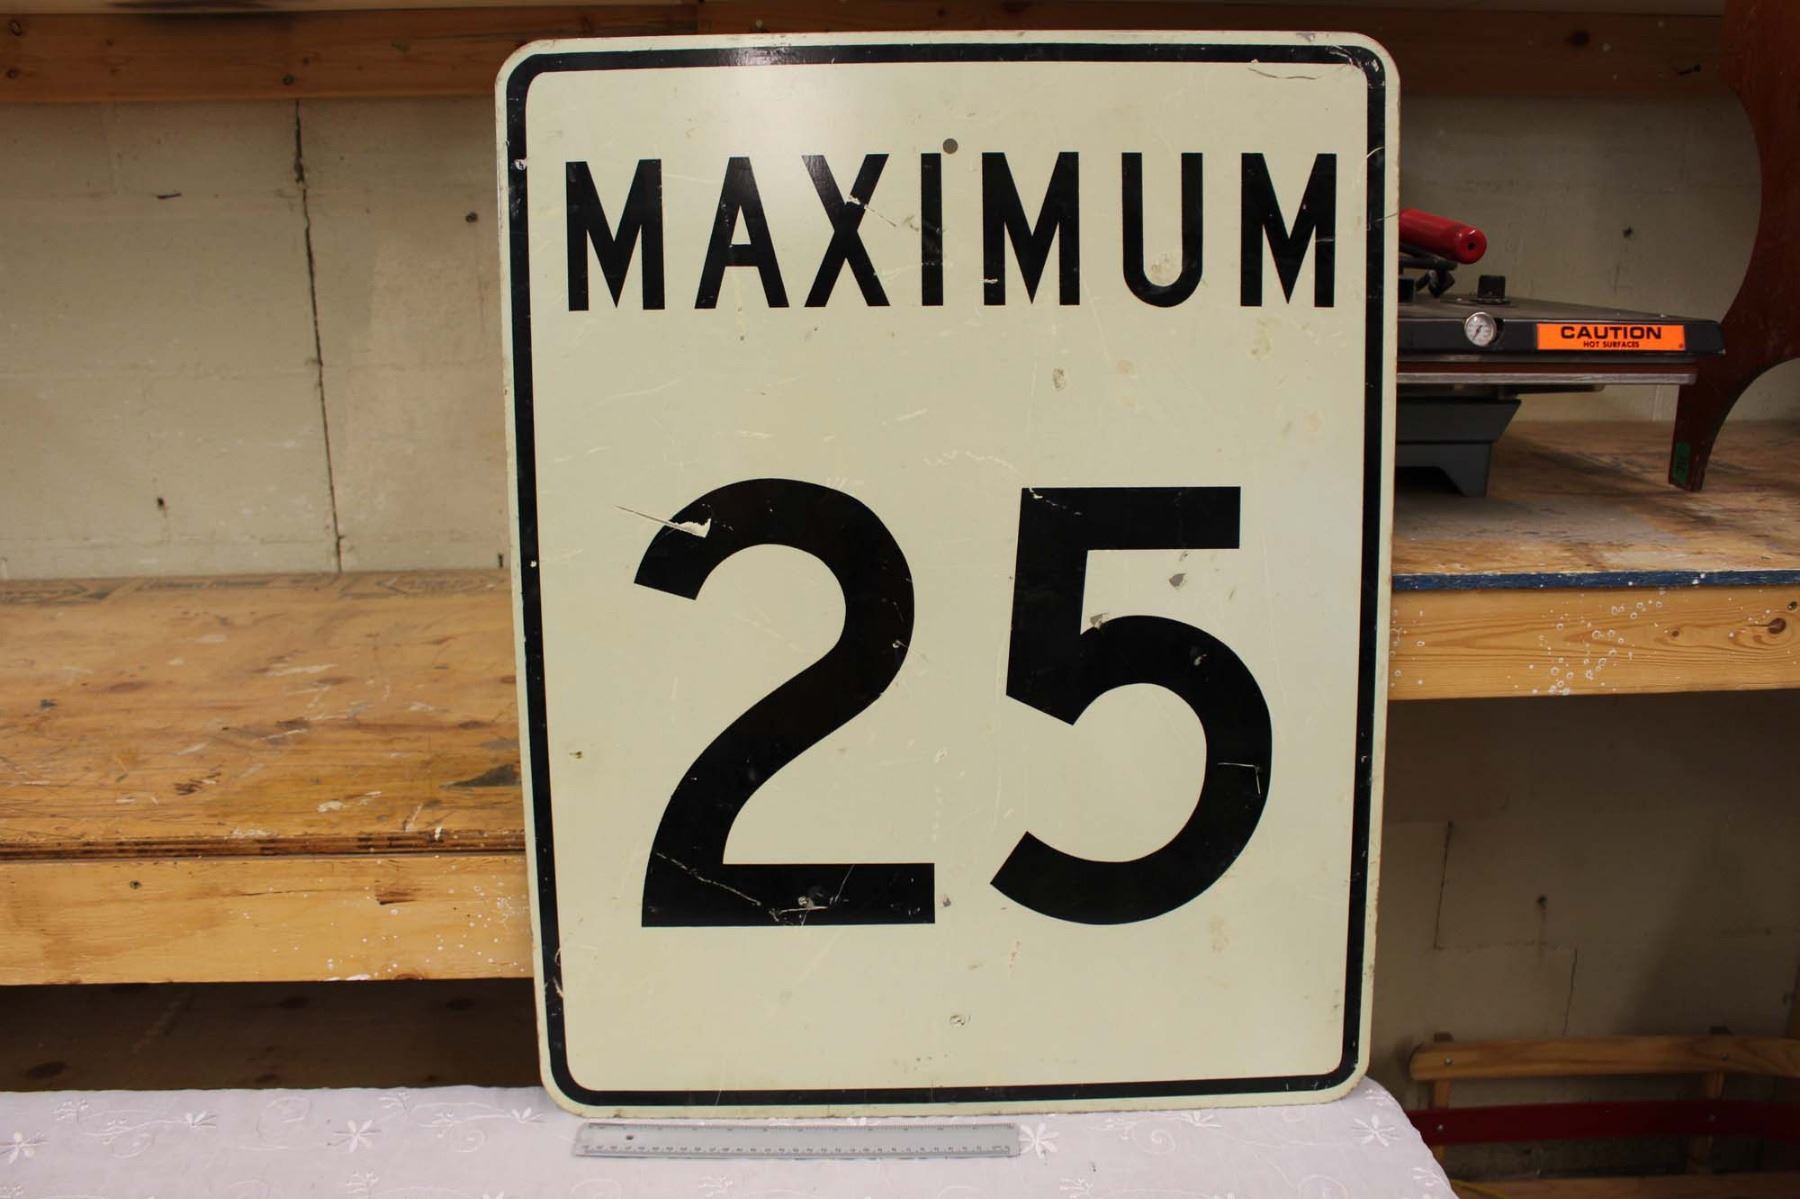 MAXIMUM
25
CAUTION
HOT SURFACES